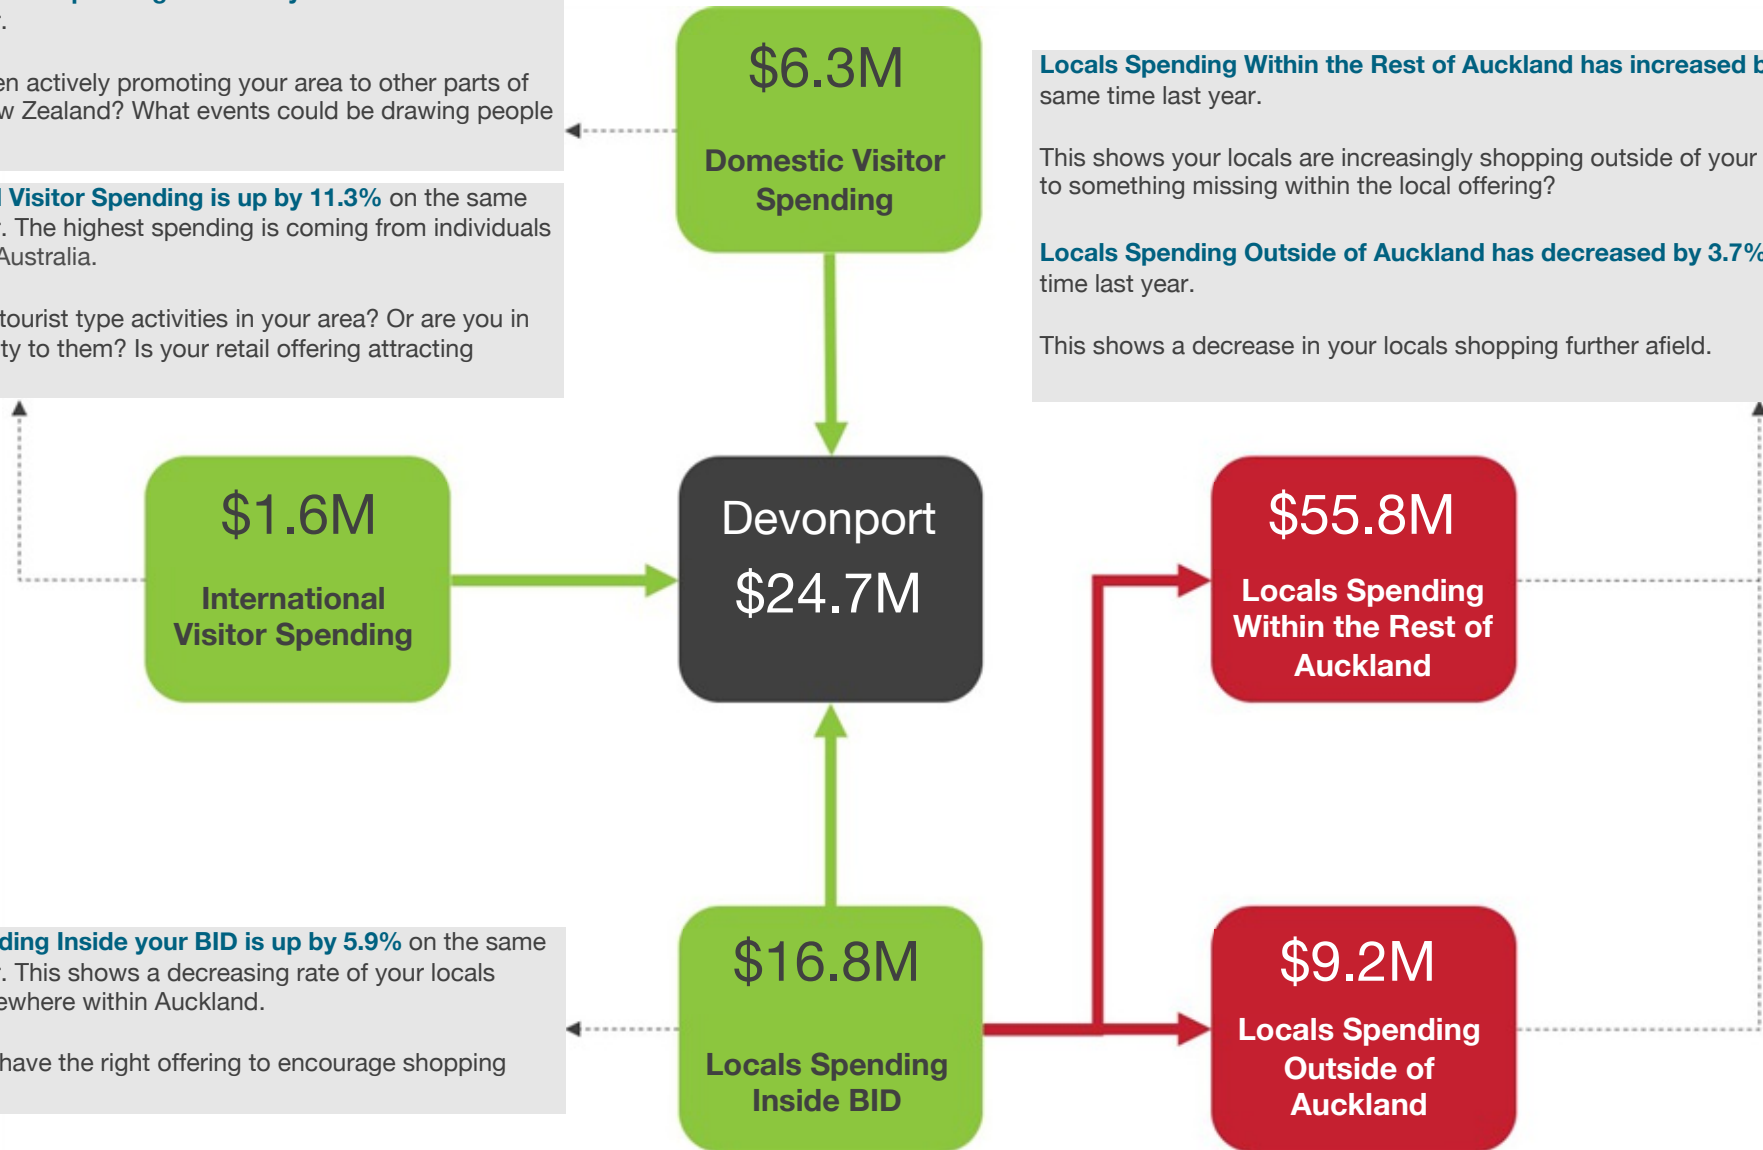 .
en actively promoting your area to other parts of
w Zealand? What events could be drawing people
l Visitor Spending is up by 11.3% on the same
r. The highest spending is coming from individuals
Australia.
tourist type activities in your area? Or are you in
ty to them? Is your retail offering attracting
$6.3M
Domestic Visitor
Spending
Locals Spending Within the Rest of Auckland has increased b
same time last year.
This shows your locals are increasingly shopping outside of your
to something missing within the local offering?
Locals Spending Outside of Auckland has decreased by 3.7%
time last year.
This shows a decrease in your locals shopping further afield.
$1.6M
International
Visitor Spending
Devonport
$24.7M
$55.8M
Locals Spending
Within the Rest of
Auckland
ding Inside your BID is up by 5.9% on the same
r. This shows a decreasing rate of your locals
ewhere within Auckland.
have the right offering to encourage shopping
$16.8M
Locals Spending
Inside BID
$9.2M
Locals Spending
Outside of
Auckland